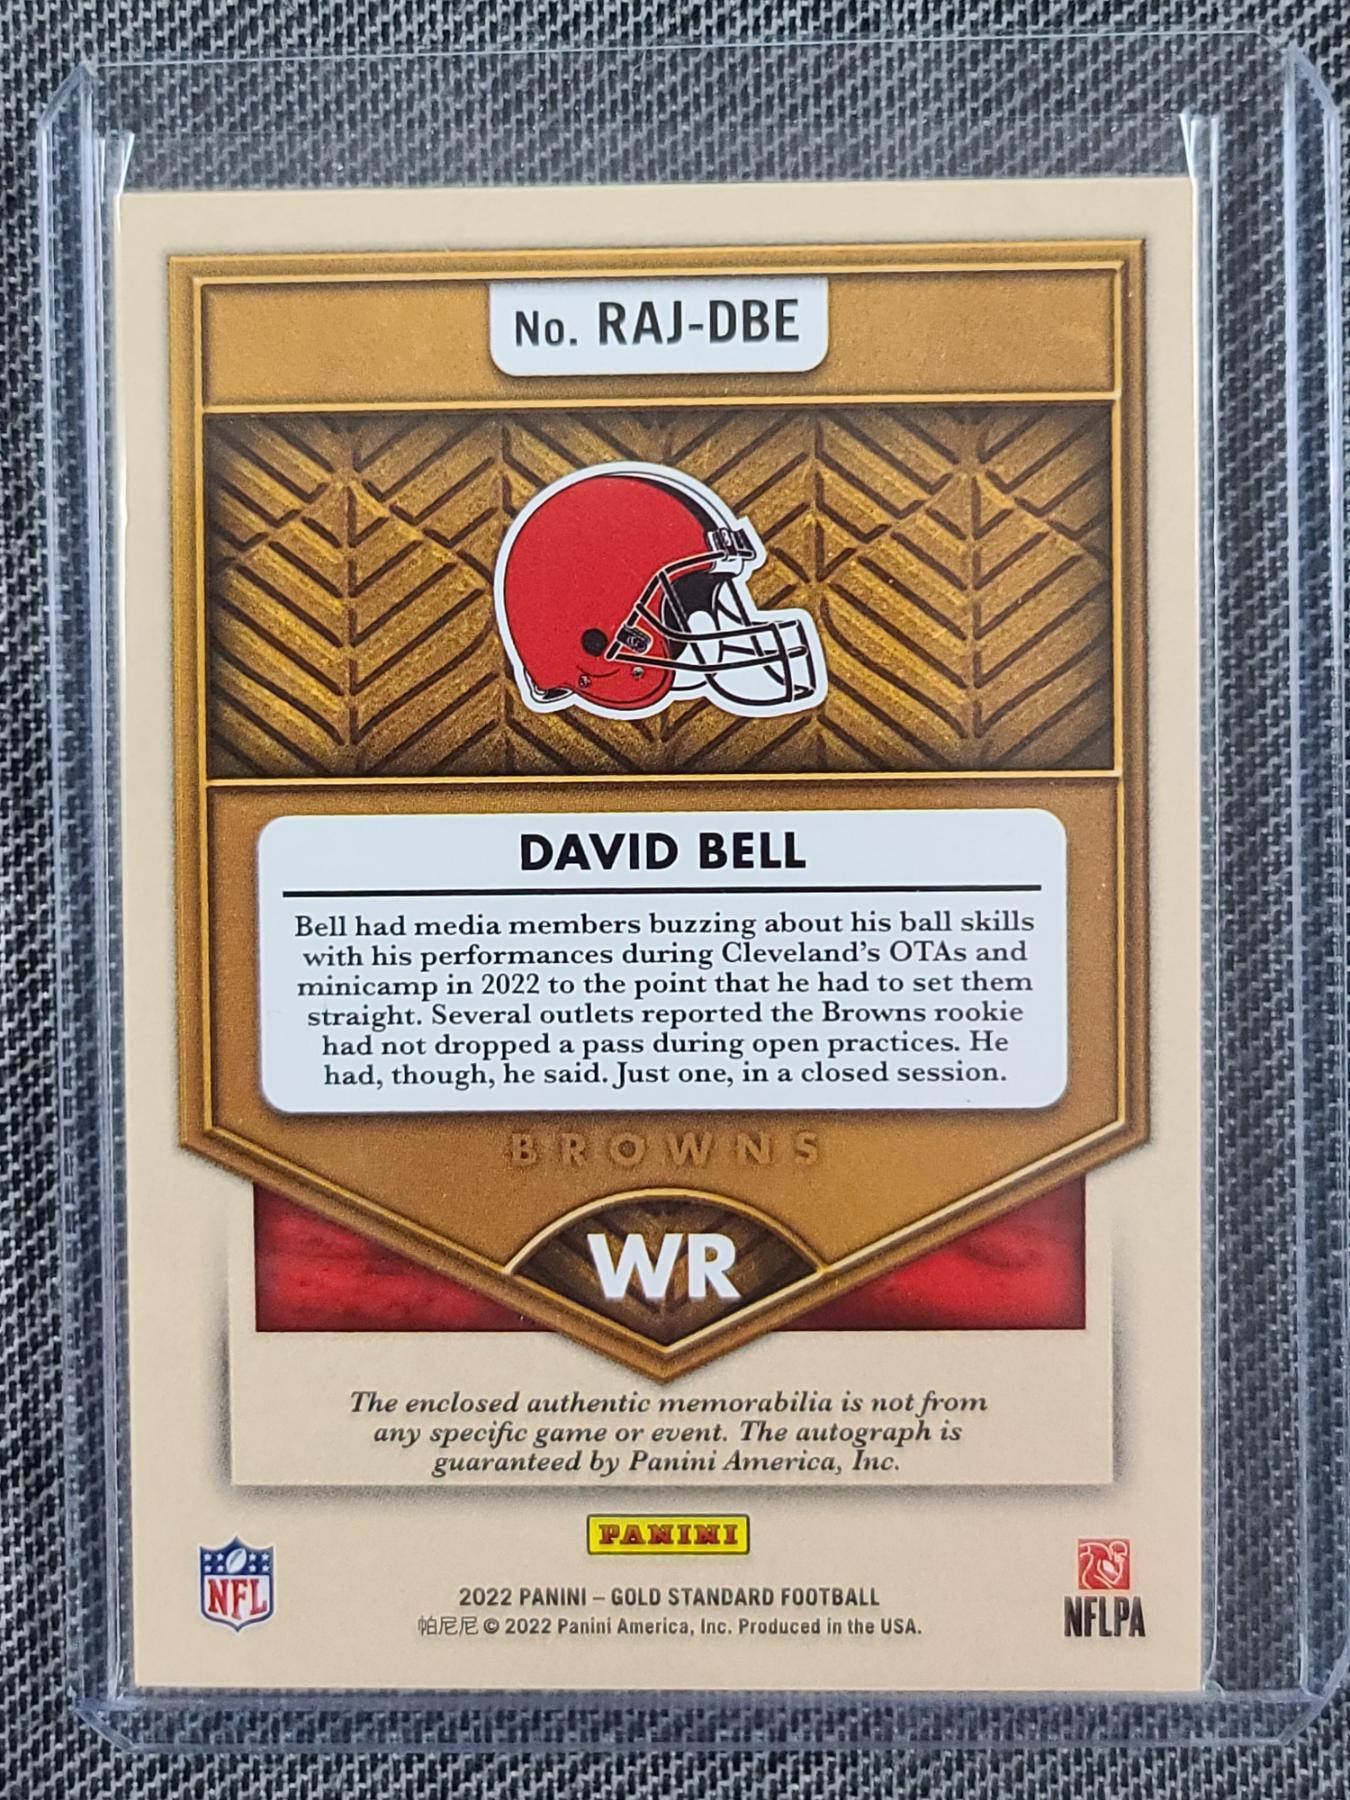 No. RAJ-DBE
DAVID BELL
Bell had media members buzzing about his ball skills
with his performances during Cleveland's OTAs and
minicamp in 2022 to the point that he had to set them
straight. Several outlets reported the Browns rookie
had not dropped a pass during open practices. He
had, though, he said. Just one, in a closed session.
BROWNS
WR
The enclosed authentic memorabilia is not from
any specific game or event. The autograph is
guaranteed by Panini America, Inc.
PANINI
NFL
2022 PANINI – GOLD STANDARD FOOTBALL
帕尼尼 © 2022 Panini America, Inc. Produced in the USA.
NFLPA